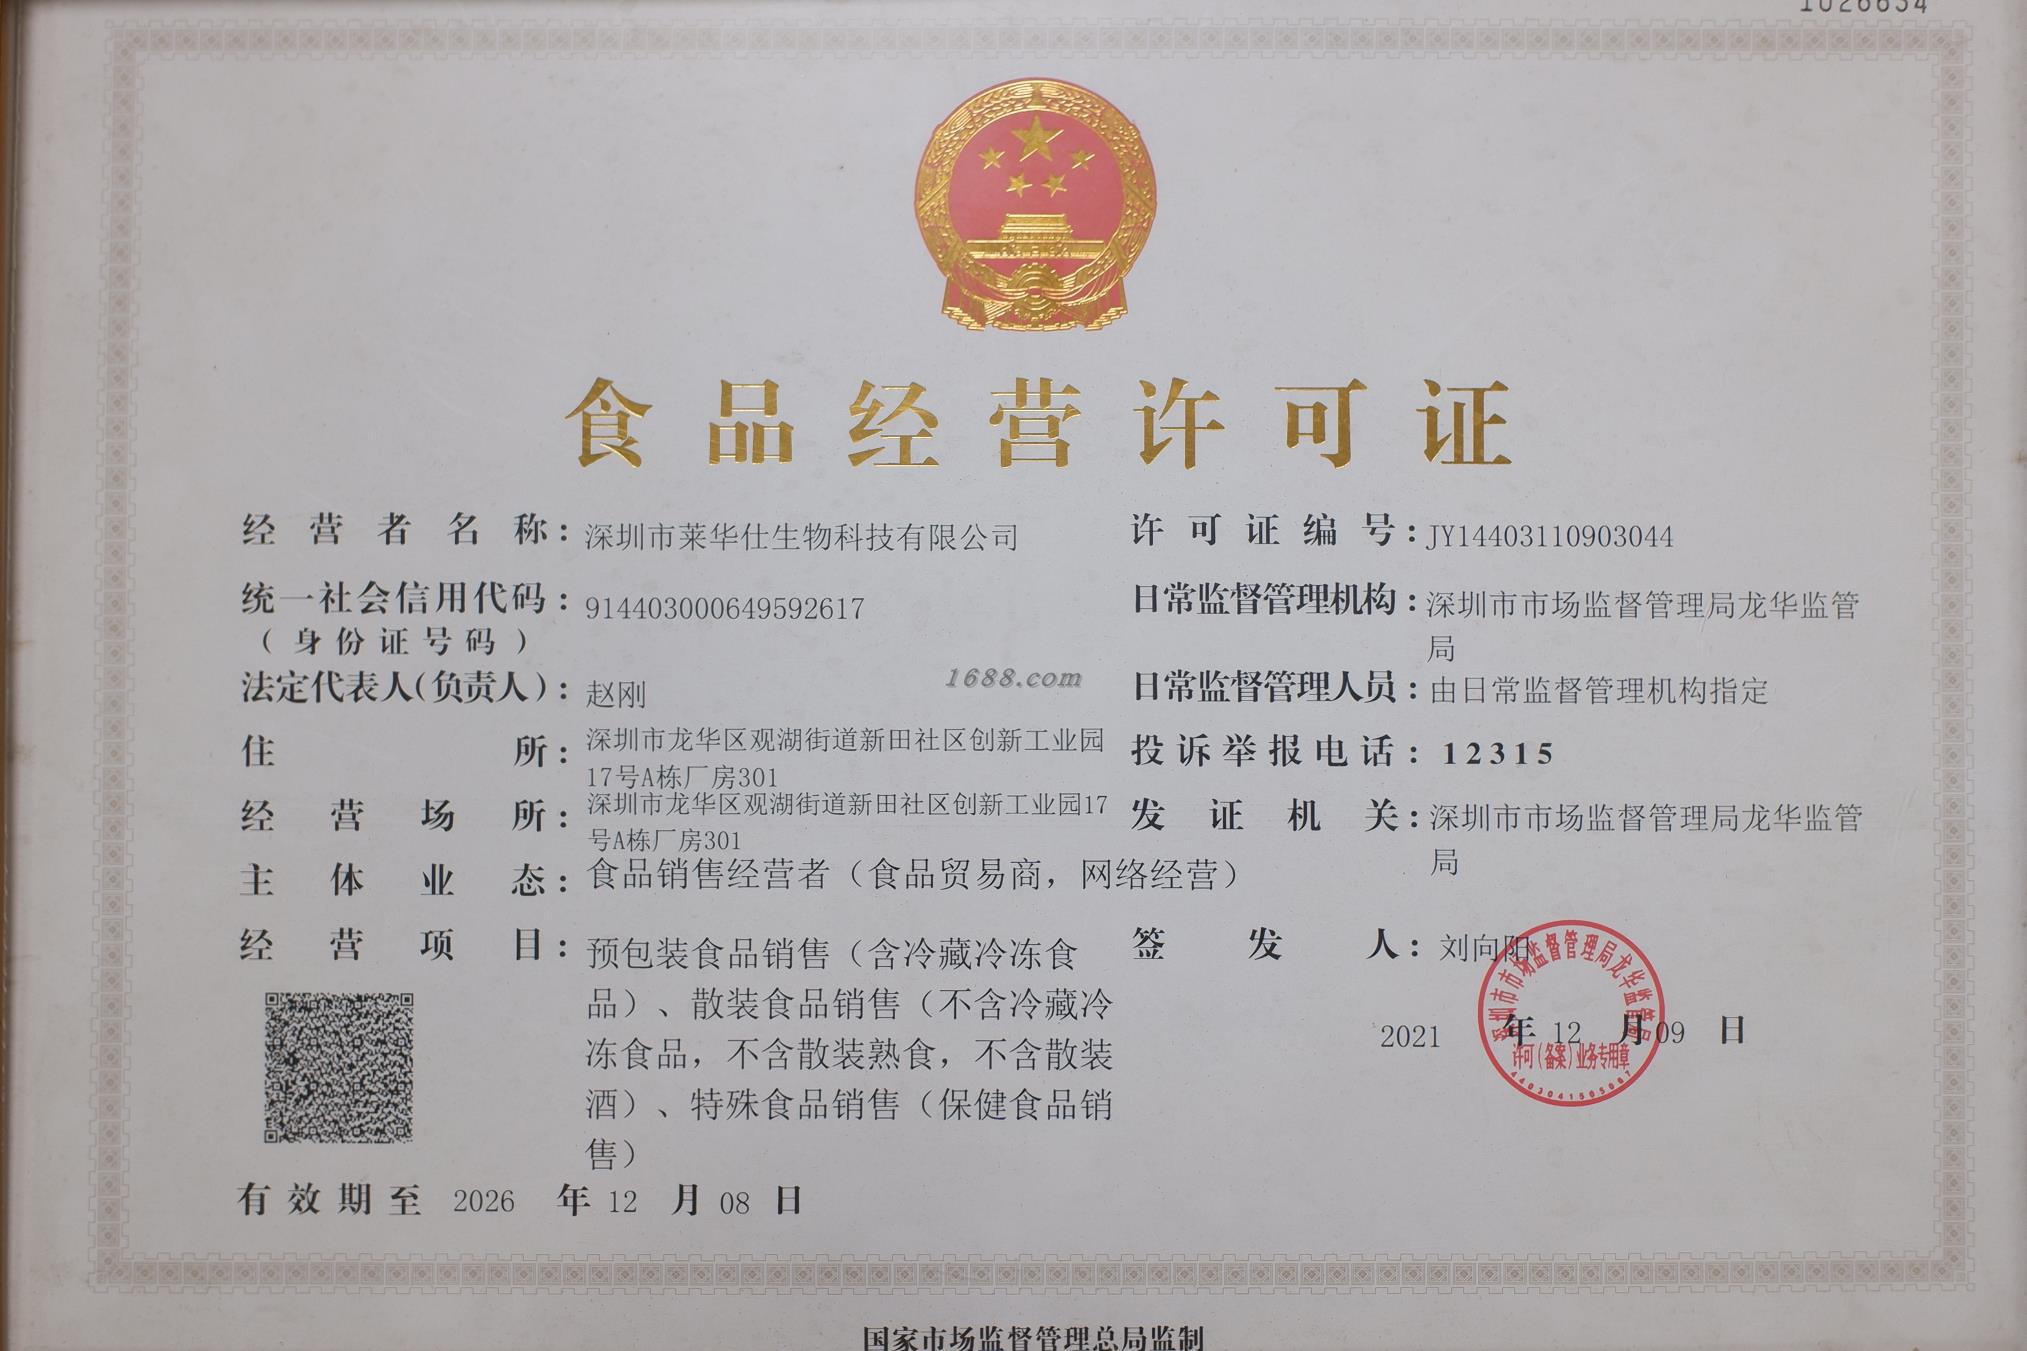 食品经营许可证
经营者名称：深圳市莱华仕生物科技有限公司
许可证编号：JY14403110903044
统一社会信用代码：914403000649592617
（身份证号码）
日常监督管理机构：深圳市市场监督管理局龙华监管
局
法定代表人(负责人)：赵刚
1688.com
日常监督管理人员：由日常监督管理机构指定
住所：深圳市龙华区观湖街道新田社区创新工业园
17号A栋厂房301
投诉举报电话：12315
经营场所：深圳市龙华区观湖街道新田社区创新工业园17
号A栋厂房301
发证机关：深圳市市场监督管理局龙华监管
局
主体业态：食品销售经营者（食品贸易商，网络经营）
经营项目：预包装食品销售（含冷藏冷冻食
品）、散装食品销售（不含冷藏冷
冻食品，不含散装熟食，不含散装
酒）、特殊食品销售（保健食品销
售）
签发人：刘向阳
深圳市市场监督管理局龙华监管局
2021 年 12 月 09 日
许可（备案）业务专用章
有效期至 2026 年 12 月 08 日
国家市场监督管理总局监制